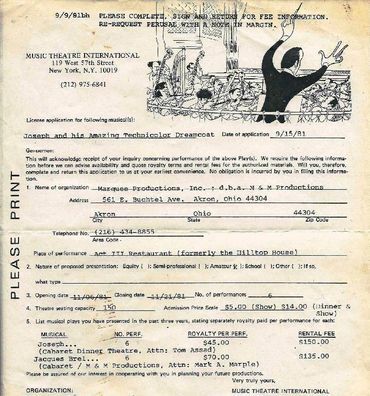 9/9/81bh PLEASE COMPLETE, SIGN AND RETURN FOR FEE INFORMATION.
RE-REQUEST PERUSAL WITH A NOTE IN MARGIN.
MUSIC THEATRE INTERNATIONAL
119 West 57th Street
New York, N.Y. 10019
(212) 975-6841
License application for following musical(s):
Joseph and his Amazing Technicolor Dreamcoat Date of application 9/15/81
Gentlemen:
This will acknowledge receipt of your inquiry concerning performance of the above Play(s). We require the following information before we can advise availability and quote royalty terms and rental fees for the authorized materials. Will you, therefore, complete and return this application to us at your earliest convenience. No obligation is incurred by you in filing this information.
PLEASE PRINT
1. Name of organization Marquee Productions, Inc.; d.b.a. M & M Productions
Address 561 E. Buchtel Ave. Akron, Ohio 44304
Akron Ohio 44304
Telephone No. (216) 434-8855
Area Code
Place of performance Act III Restaurant (formerly the Hilltop House)
2. Nature of proposed presentation: Equity ( ); Semi-professional ( ); Amateur (x); School ( ); Other ( ); If so,
what type
3. Opening date 11/06/81 Closing date 11/21/81 Number of performances 6
4. Theatre seating capacity 150 Admission Price Scale $5.00 (Show) $14.00 (Dinner & Show)
5. List musical plays you have presented in the past three years, stating separately royalty paid for performance for each:
MUSICAL NO. PERF. ROYALTY PER PERF. RENTAL FEE
Joseph... 6 $45.00 $150.00
(Cabaret Dinner Theatre, Attn: Tom Assad)
Jacques Brel... 6 $70.00 $135.00
(Cabaret / M & M Productions, Attn: Mark A. Marple)
Please be assured of our interest in cooperating with you in planning your future productions.
Very truly yours,
ORGANIZATION: MUSIC THEATRE INTERNATIONAL